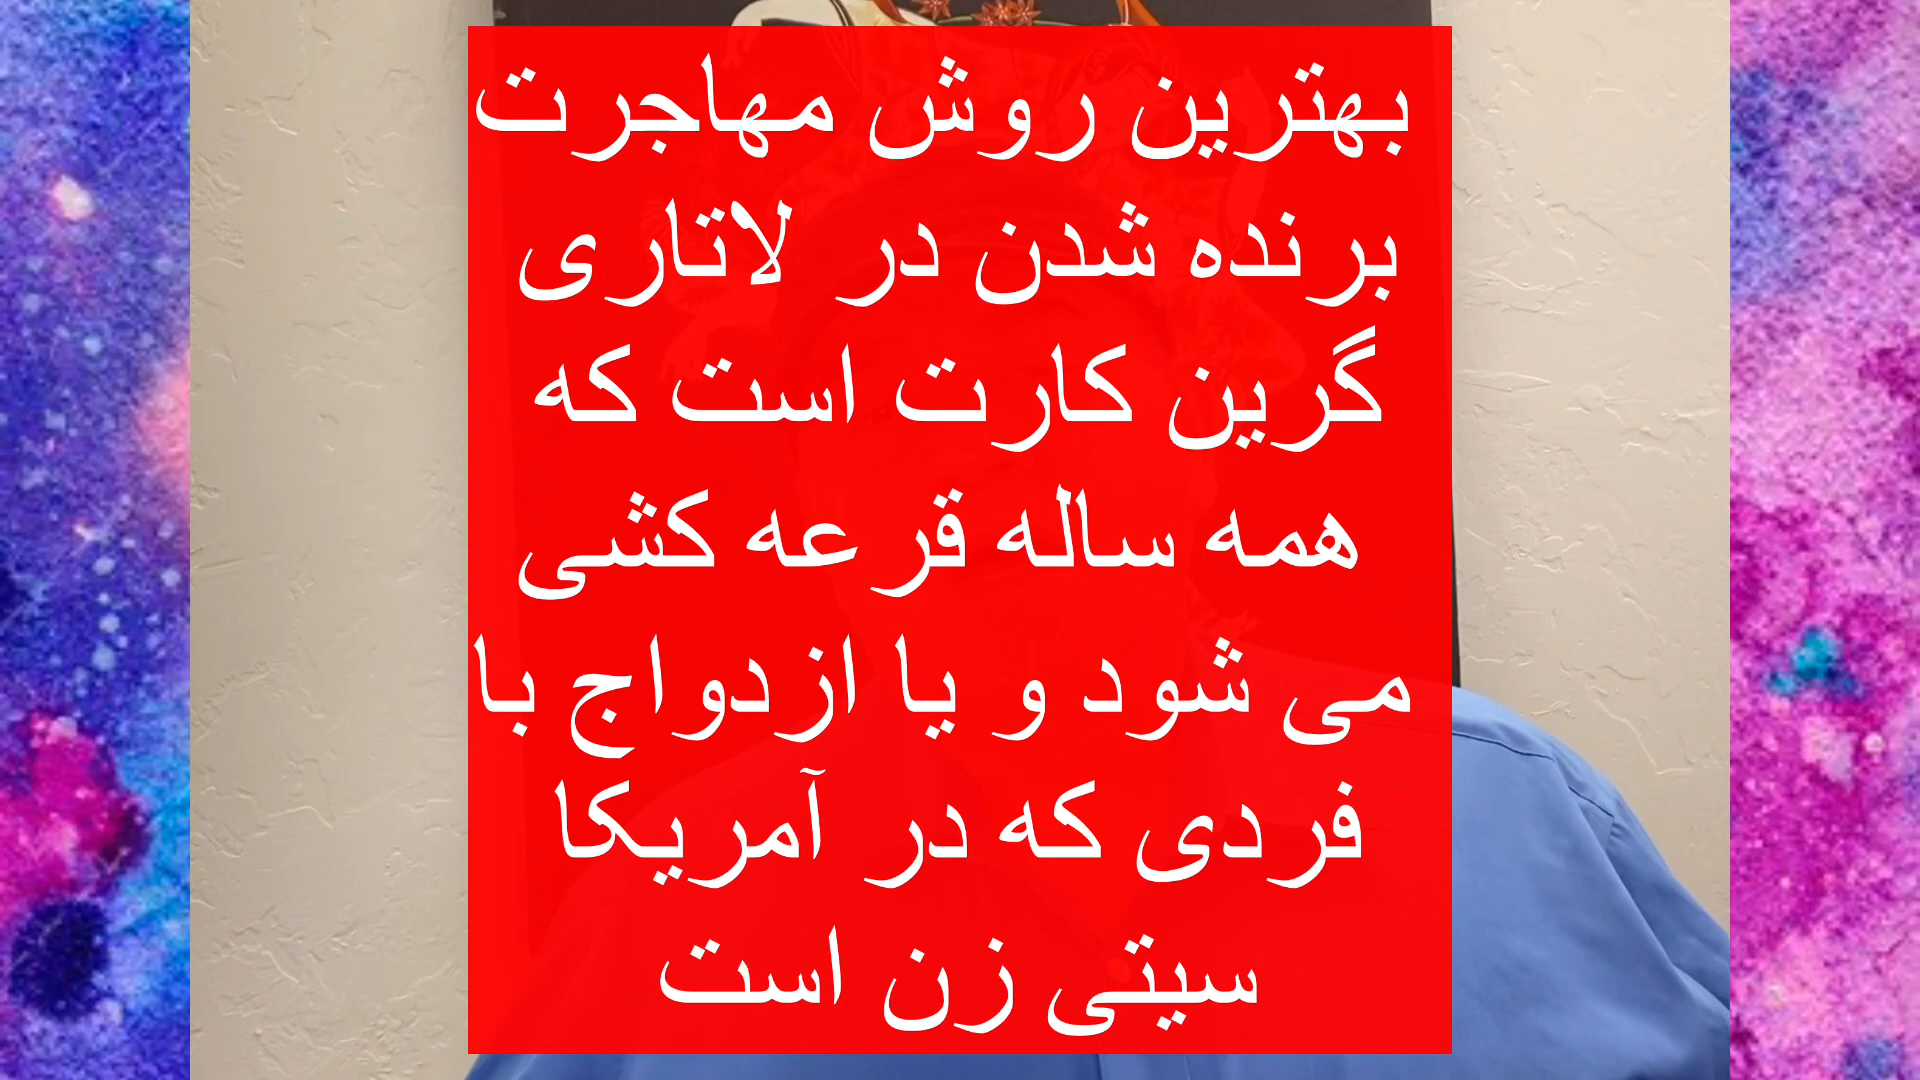 بهترین روش مهاجرت
برنده شدن در لاتاری
گرین کارت است که
همه ساله قرعه کشی
می شود و یا ازدواج با
فردی که در آمریکا
سیتی زن است